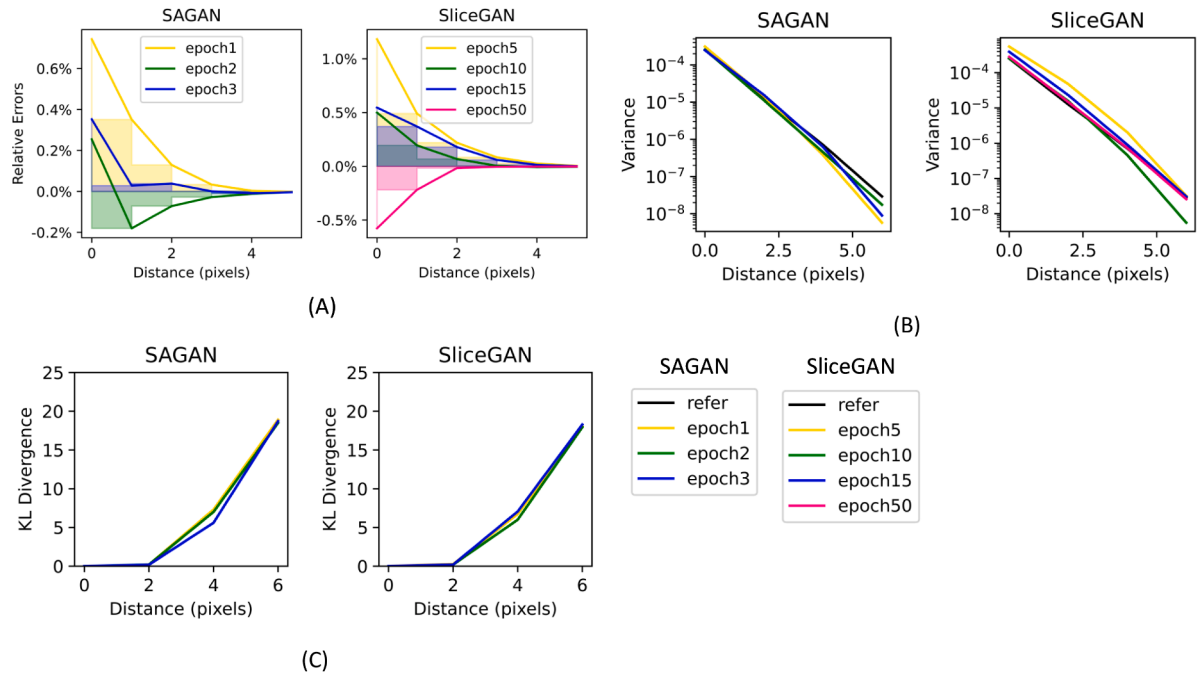 SAGAN
SliceGAN
Relative Errors
0.6%
0.4%
0.2%
0.0%
-0.2%
epoch1
epoch2
epoch3
0 2 4
Distance (pixels)
1.0%
0.5%
0.0%
-0.5%
epoch5
epoch10
epoch15
epoch50
0 2 4
Distance (pixels)
(A)
SAGAN
SliceGAN
Variance
10⁻⁴
10⁻⁵
10⁻⁶
10⁻⁷
10⁻⁸
0.0 2.5 5.0
Distance (pixels)
Variance
10⁻⁴
10⁻⁵
10⁻⁶
10⁻⁷
10⁻⁸
0.0 2.5 5.0
Distance (pixels)
(B)
SAGAN
SliceGAN
KL Divergence
25
20
15
10
5
0
0 2 4 6
Distance (pixels)
KL Divergence
25
20
15
10
5
0
0 2 4 6
Distance (pixels)
(C)
SAGAN
refer
epoch1
epoch2
epoch3
SliceGAN
refer
epoch5
epoch10
epoch15
epoch50